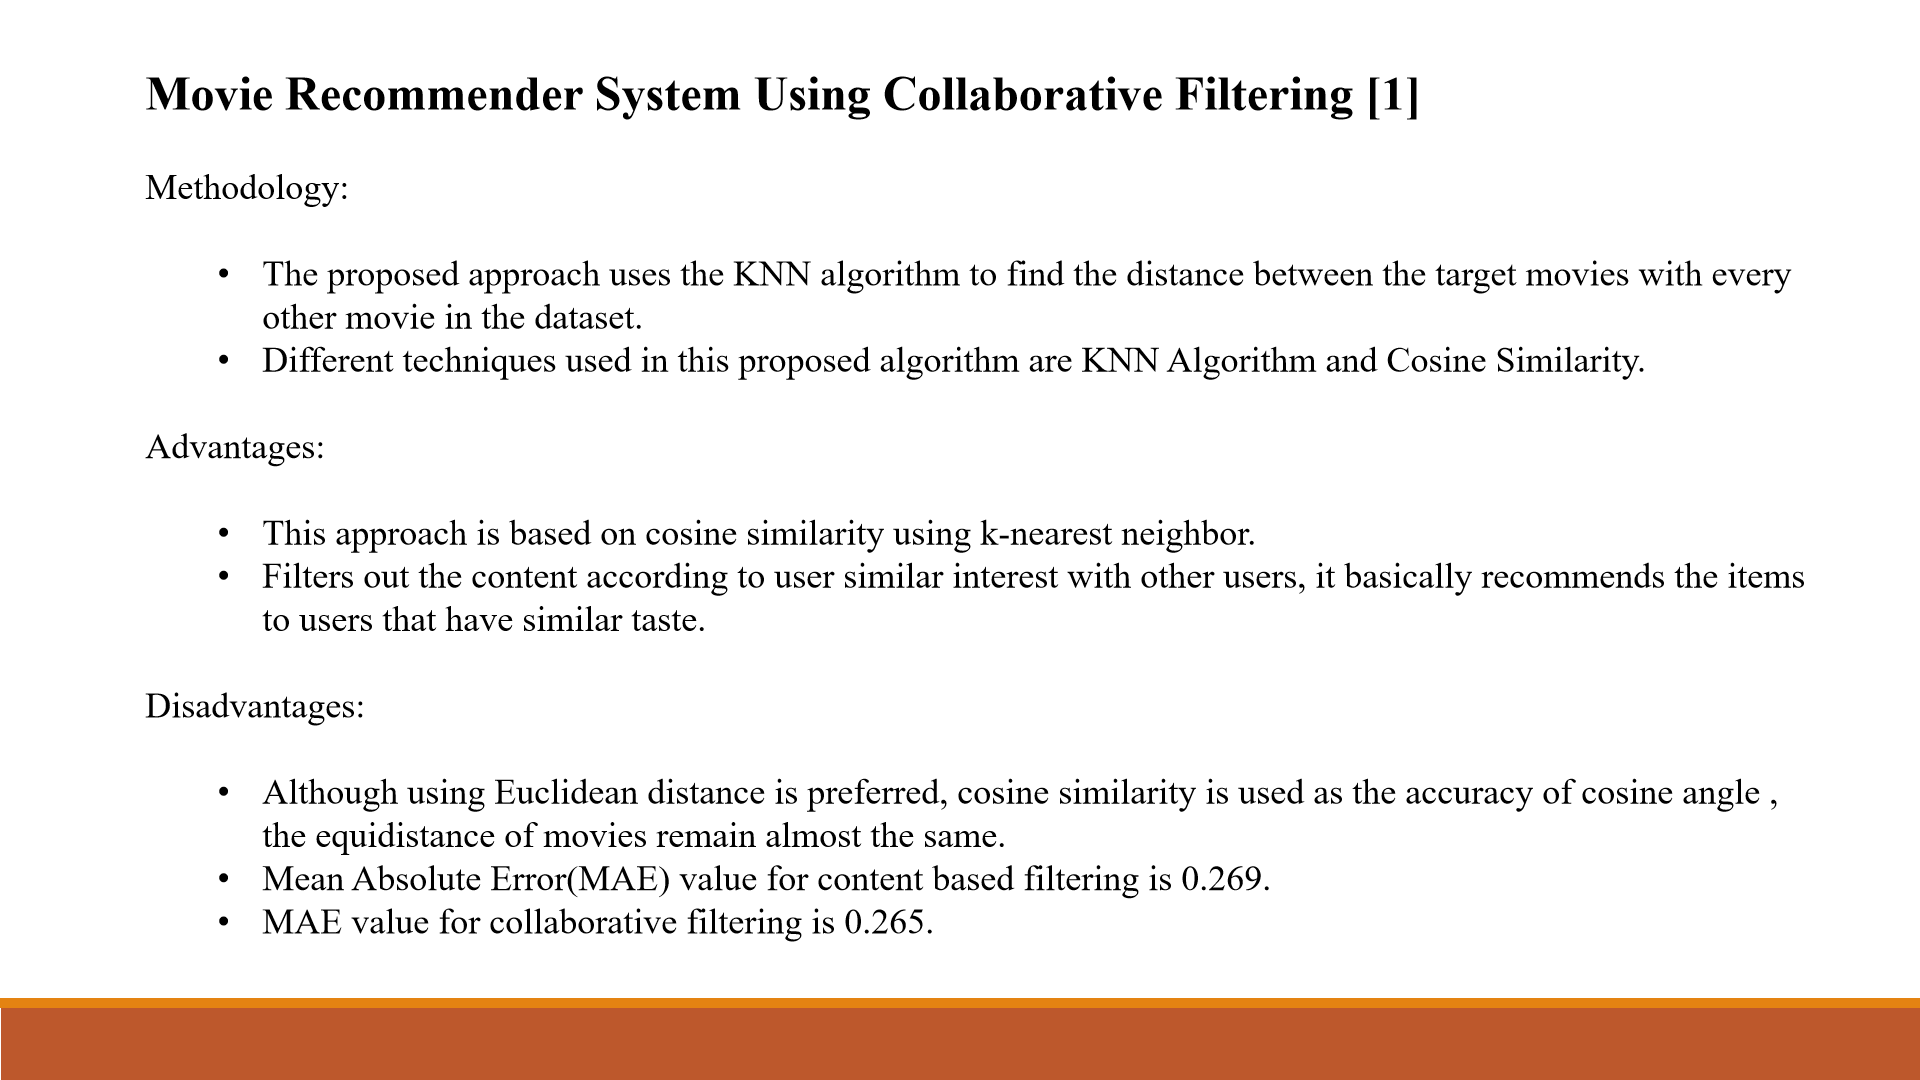 Movie Recommender System Using Collaborative Filtering [1]
Methodology:
• The proposed approach uses the KNN algorithm to find the distance between the target movies with every
other movie in the dataset.
• Different techniques used in this proposed algorithm are KNN Algorithm and Cosine Similarity.
Advantages:
• This approach is based on cosine similarity using k-nearest neighbor.
• Filters out the content according to user similar interest with other users, it basically recommends the items
to users that have similar taste.
Disadvantages:
• Although using Euclidean distance is preferred, cosine similarity is used as the accuracy of cosine angle ,
the equidistance of movies remain almost the same.
• Mean Absolute Error(MAE) value for content based filtering is 0.269.
• MAE value for collaborative filtering is 0.265.